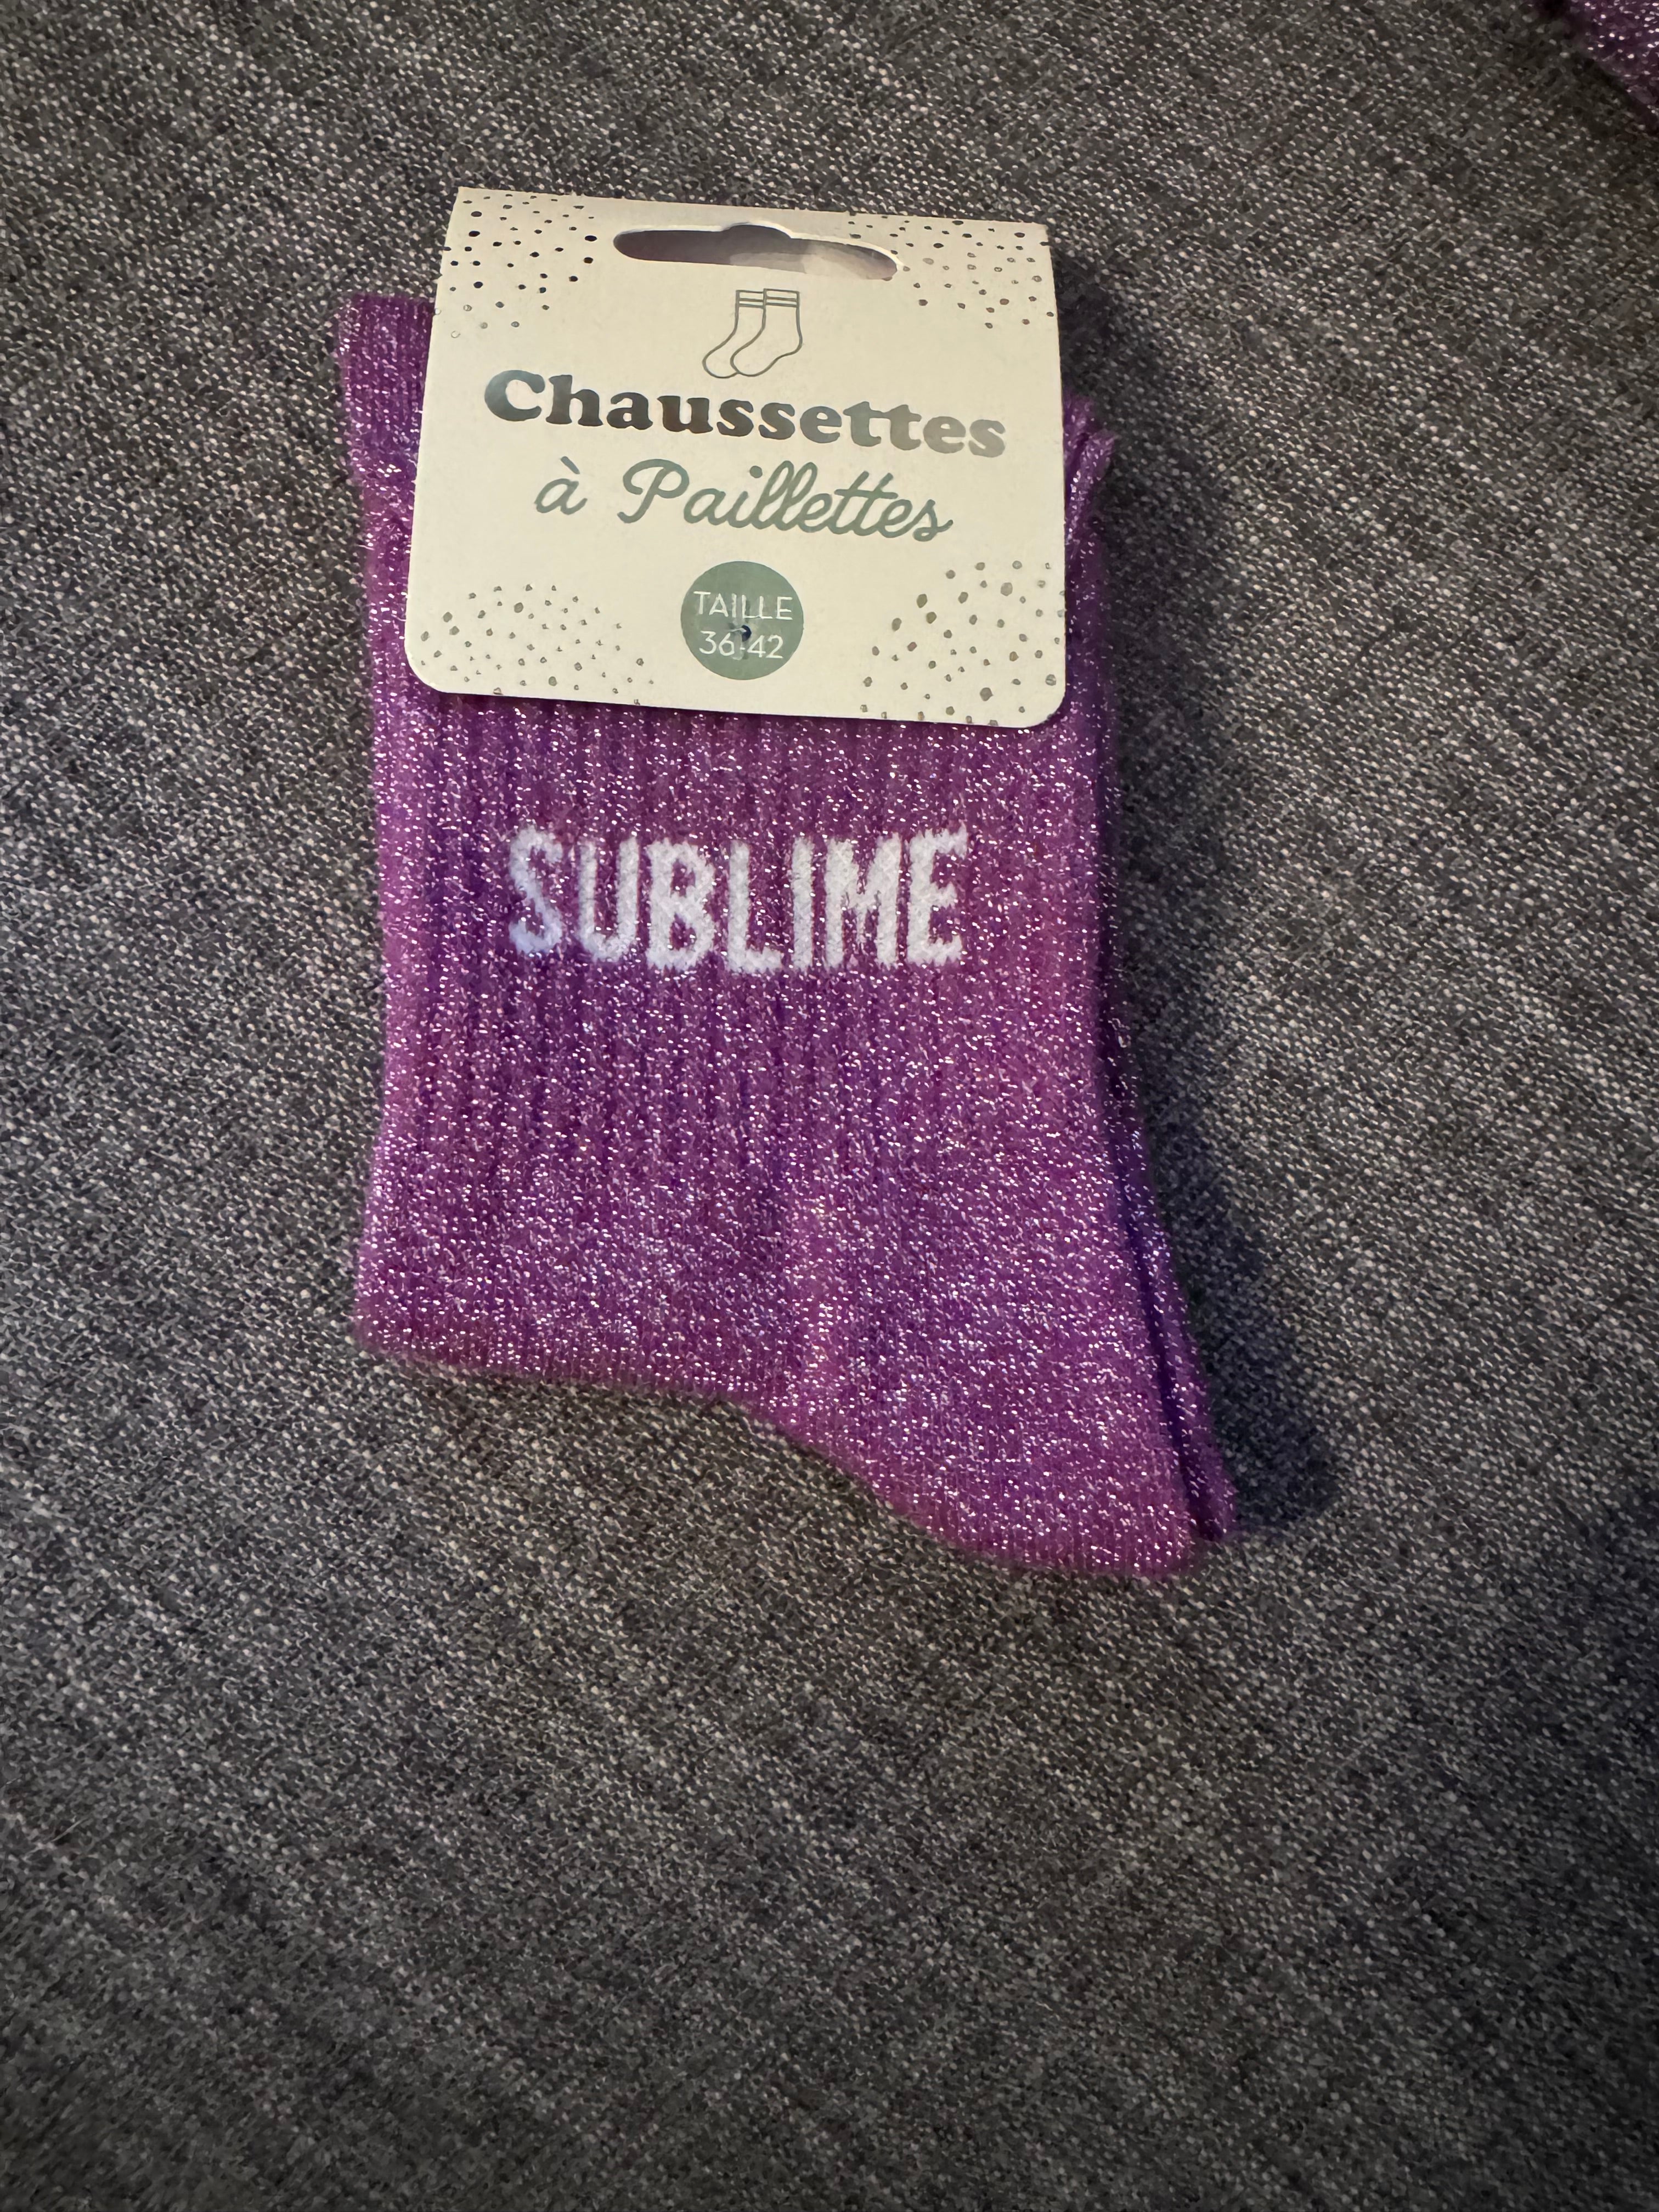 Chaussettes
à Paillettes
TAILLE
36-42
SUBLIME